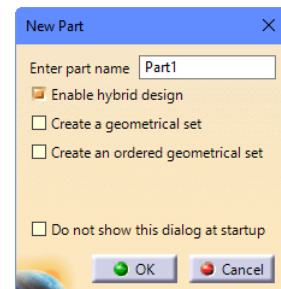 New Part
Enter part name Part1
Enable hybrid design
Create a geometrical set
Create an ordered geometrical set
Do not show this dialog at startup
OK Cancel